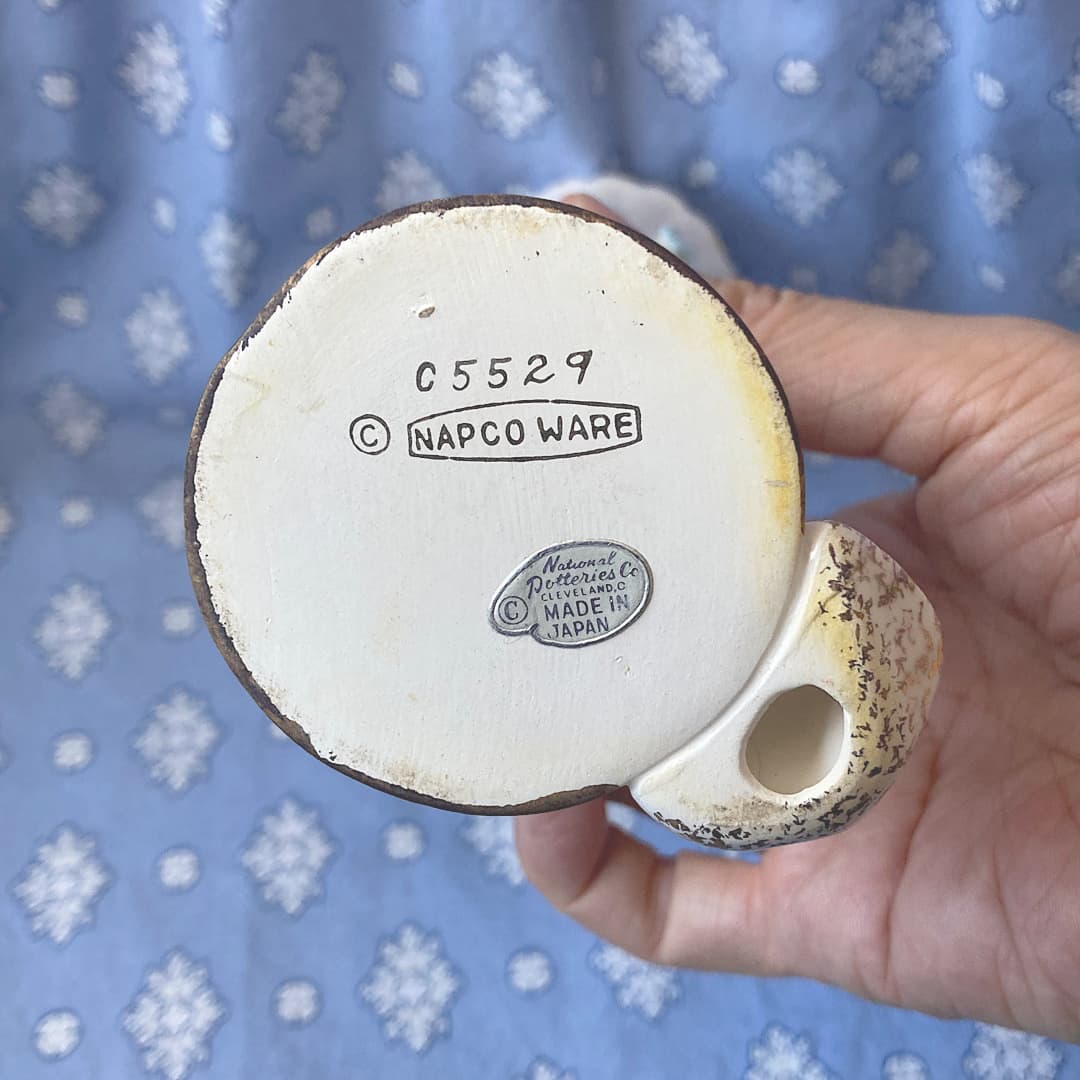 C5529
© NAPCO WARE
National
Potteries Co
CLEVELAND, O
© MADE IN
JAPAN